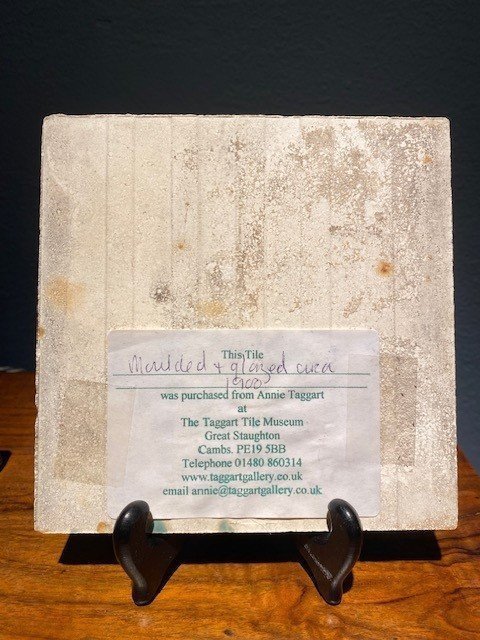 This Tile
Moulded + glazed circa
1900
was purchased from Annie Taggart
at
The Taggart Tile Museum
Great Staughton
Cambs. PE19 5BB
Telephone 01480 860314
www.taggartgallery.co.uk
email annie@taggartgallery.co.uk